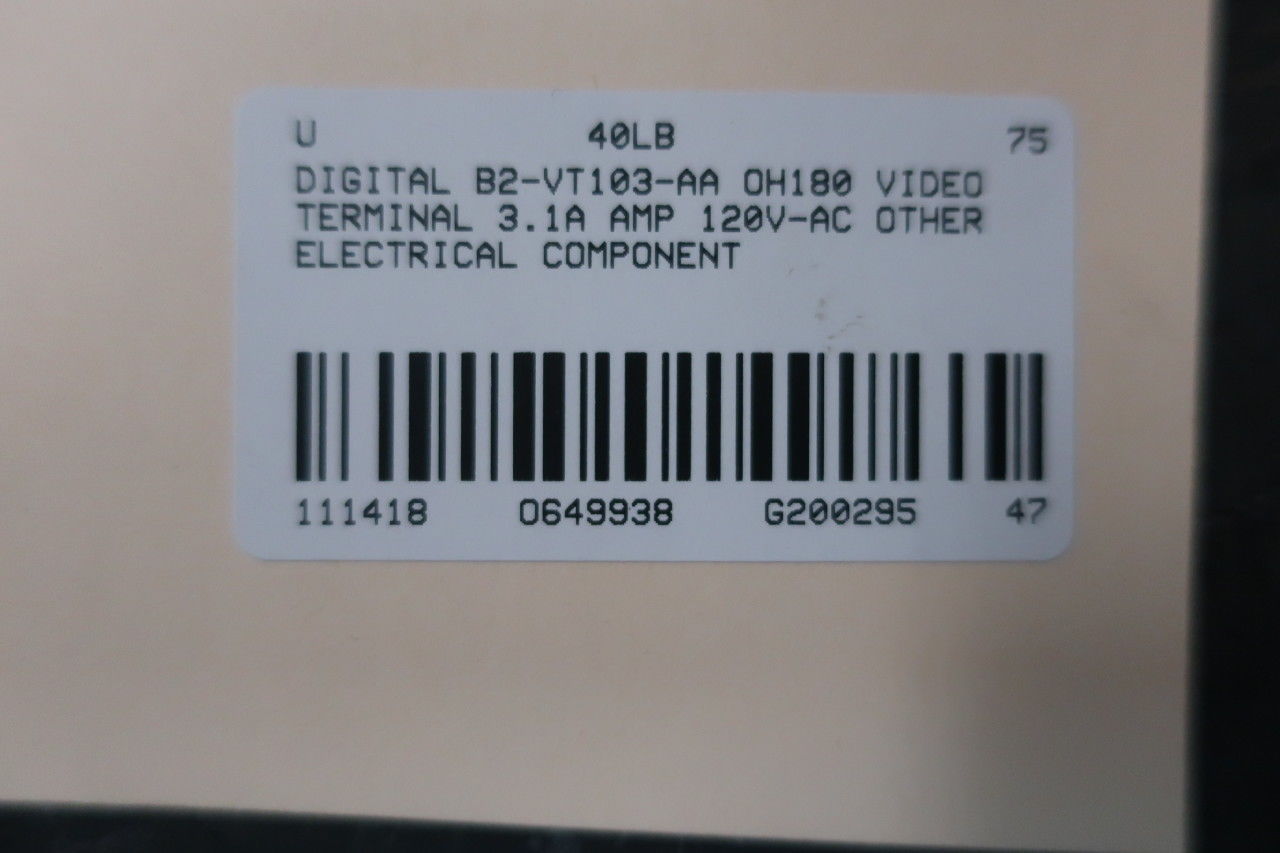 U 40LB 75
DIGITAL B2-VT103-AA OH180 VIDEO
TERMINAL 3.1A AMP 120V-AC OTHER
ELECTRICAL COMPONENT
111418 O649938 G200295 47